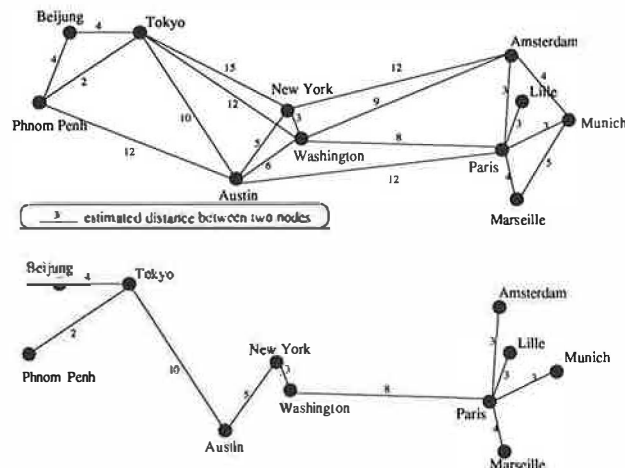 Beijung
4
Tokyo
4
2
Phnom Penh
15
12
10
12
New York
3
5
6
Washington
Austin
12
9
8
12
Amsterdam
4
3
Lille
3
3
Munich
Paris
4
5
Marseille
3 estimated distance between two nodes
Beijung
4
Tokyo
2
Phnom Penh
10
New York
3
5
Washington
Austin
8
Amsterdam
3
Lille
3
Munich
3
Paris
4
Marseille